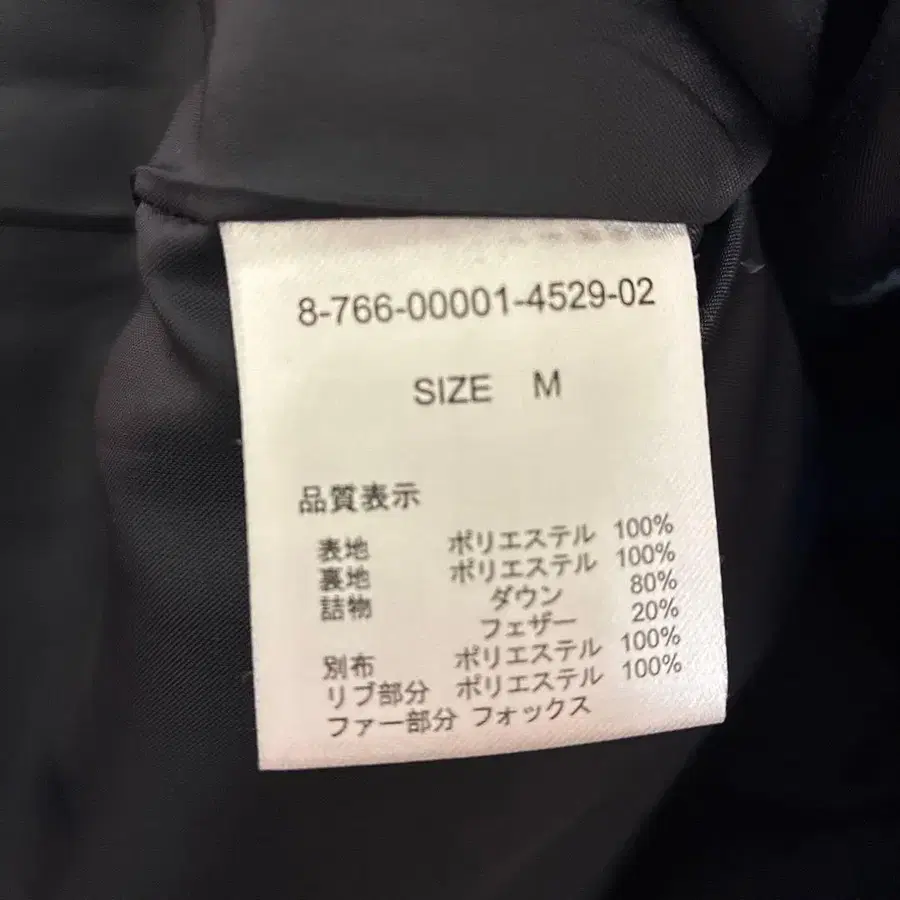 8-766-00001-4529-02
SIZE M
品質表示
表地 ポリエステル 100%
裏地 ポリエステル 100%
詰物 ダウン 80%
フェザー 20%
別布 ポリエステル 100%
リブ部分 ポリエステル 100%
ファー部分 フォックス